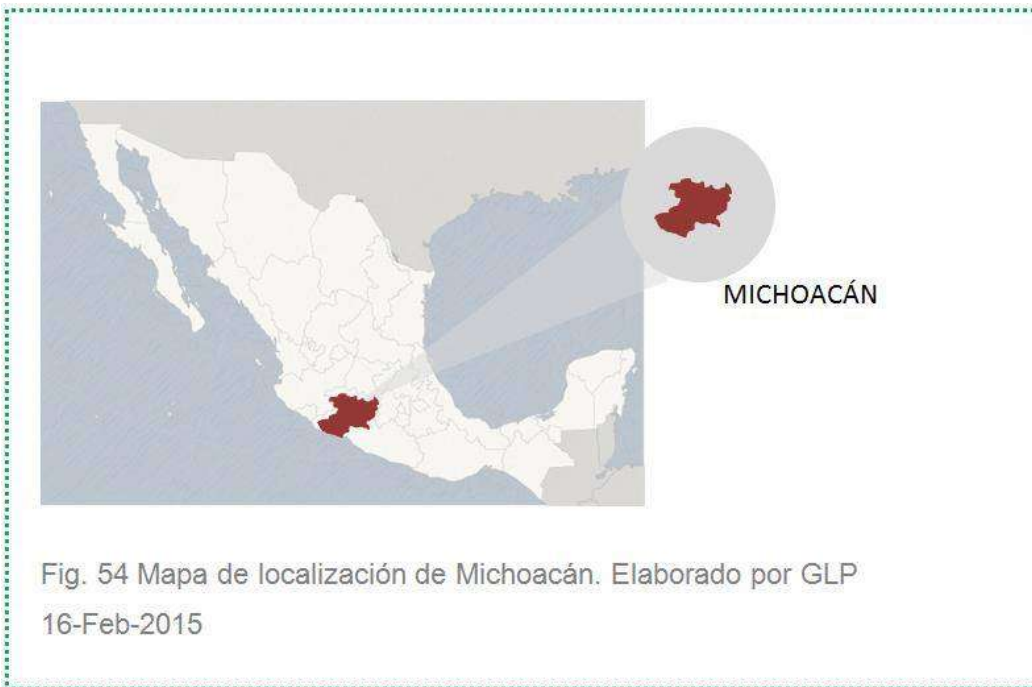 MICHOACÁN
Fig. 54 Mapa de localización de Michoacán. Elaborado por GLP
16-Feb-2015